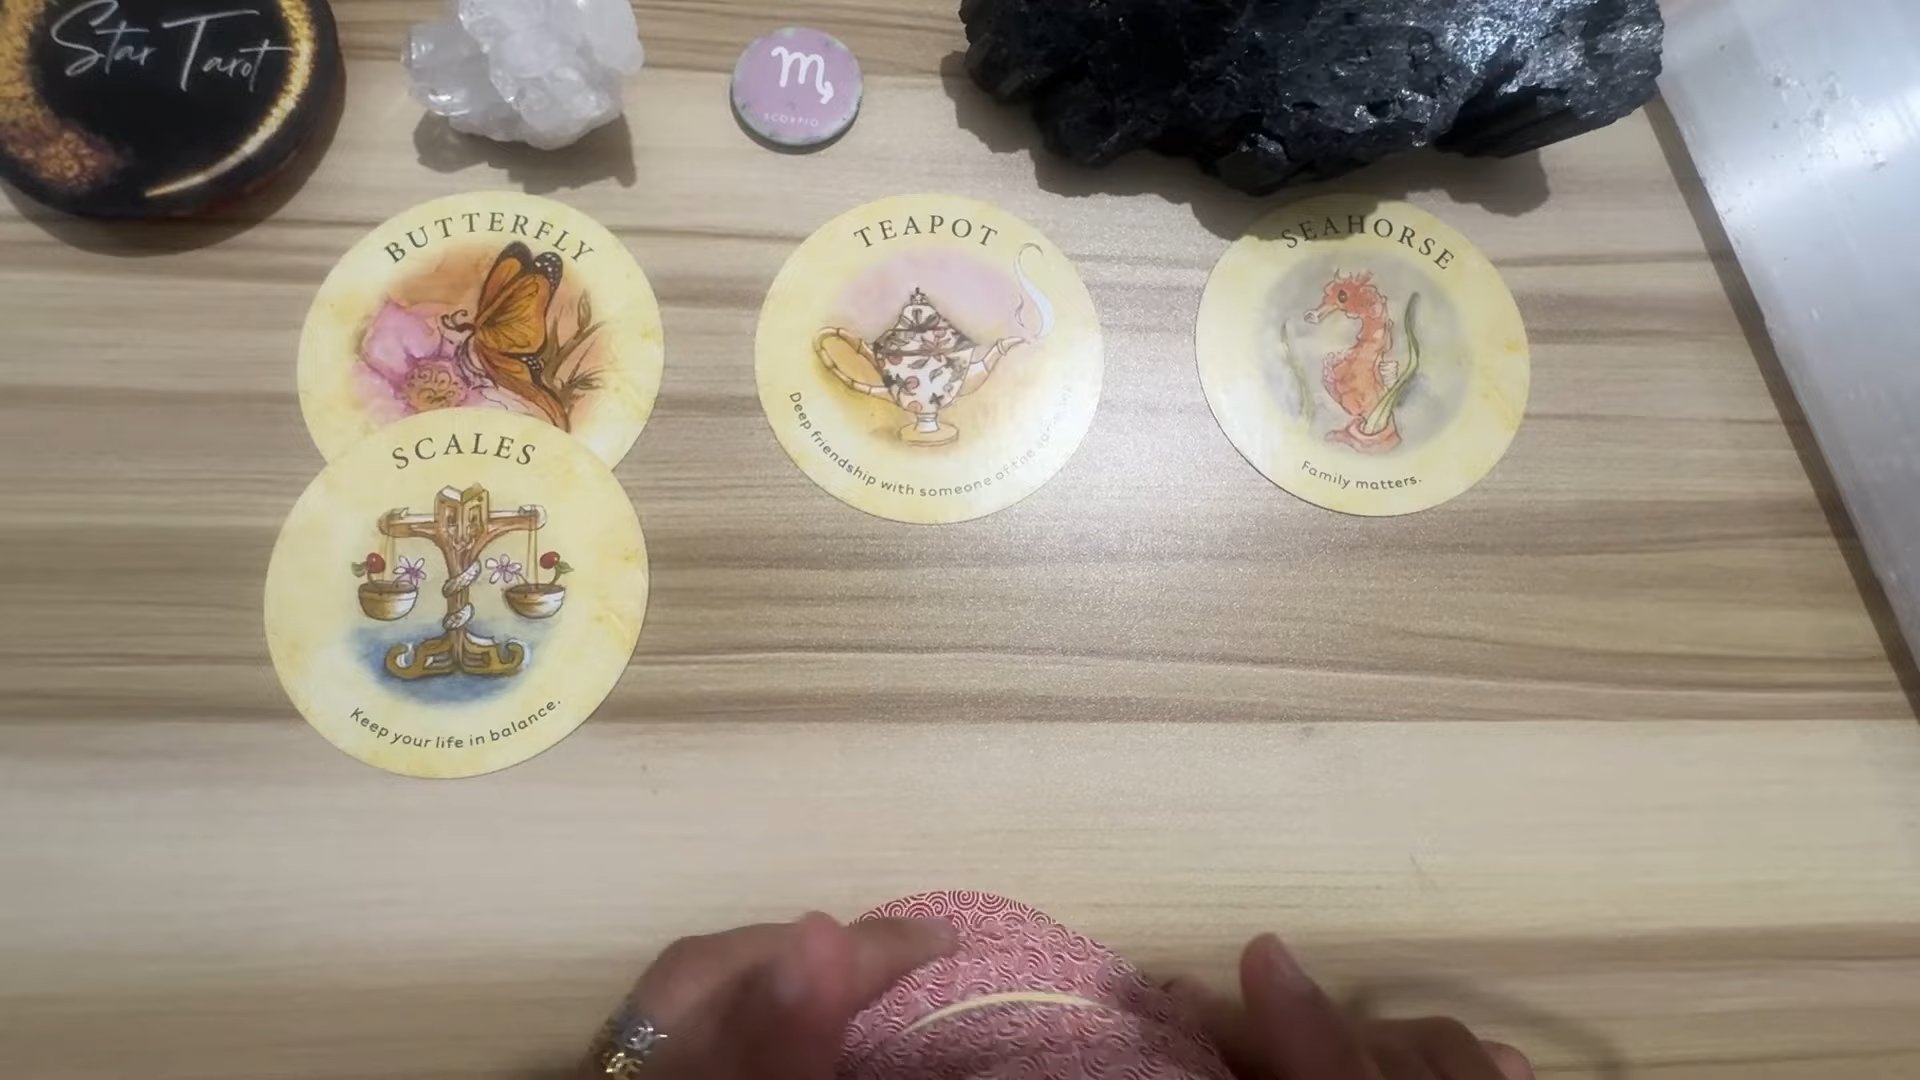 Star Tarot
SCORPIO
BUTTERFLY
TEAPOT
Deep friendship with someone of the same
SEAHORSE
Family matters.
SCALES
Keep your life in balance.